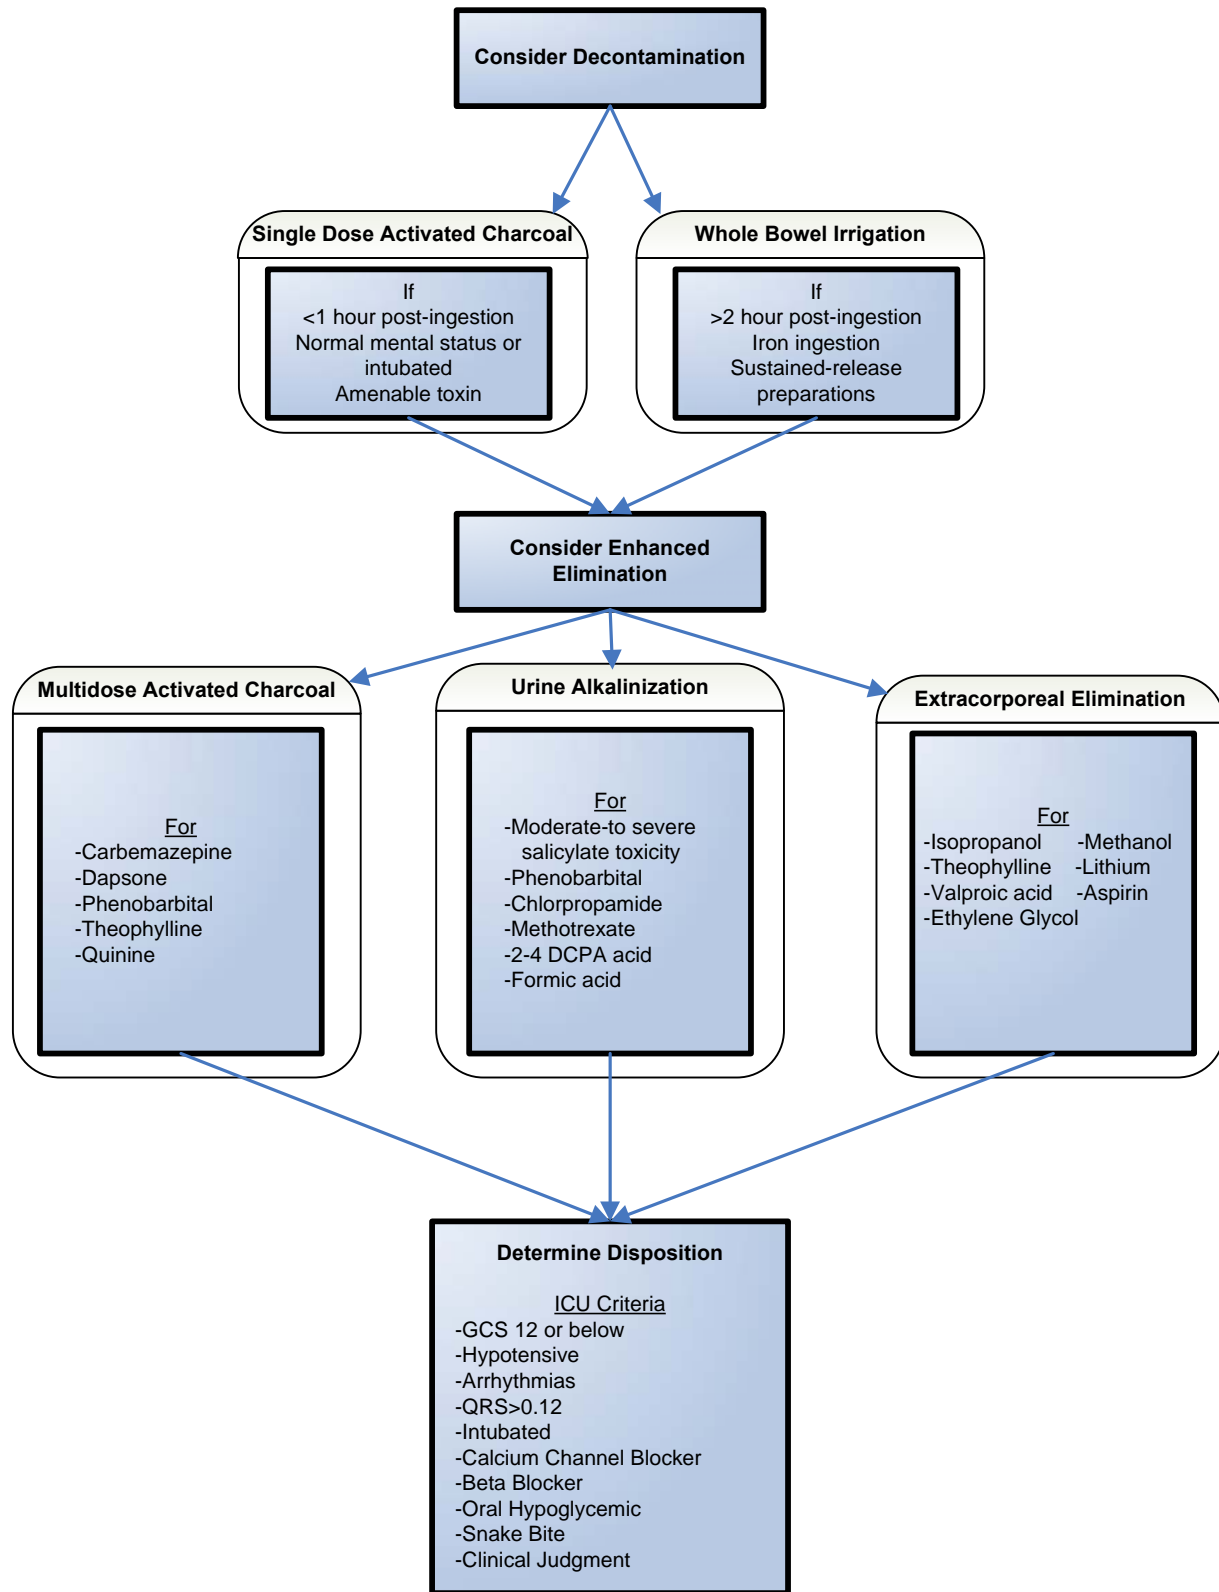 Consider Decontamination
Single Dose Activated Charcoal
If
<1 hour post-ingestion
Normal mental status or
intubated
Amenable toxin
Whole Bowel Irrigation
If
>2 hour post-ingestion
Iron ingestion
Sustained-release
preparations
Consider Enhanced
Elimination
Multidose Activated Charcoal
For
-Carbemazepine
-Dapsone
-Phenobarbital
-Theophylline
-Quinine
Urine Alkalinization
For
-Moderate-to severe
salicylate toxicity
-Phenobarbital
-Chlorpropamide
-Methotrexate
-2-4 DCPA acid
-Formic acid
Extracorporeal Elimination
For
-Isopropanol -Methanol
-Theophylline -Lithium
-Valproic acid -Aspirin
-Ethylene Glycol
Determine Disposition
ICU Criteria
-GCS 12 or below
-Hypotensive
-Arrhythmias
-QRS>0.12
-Intubated
-Calcium Channel Blocker
-Beta Blocker
-Oral Hypoglycemic
-Snake Bite
-Clinical Judgment